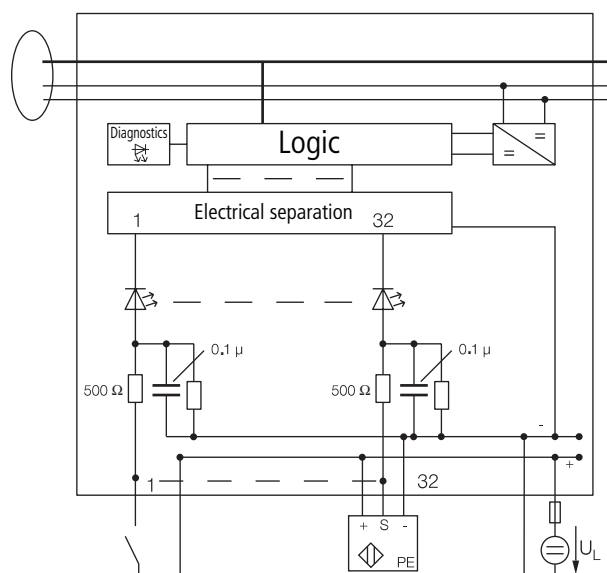 Diagnostics
Logic
=
=
Electrical separation
1
32
0.1 µ
0.1 µ
500 Ω
500 Ω
-
+
1
32
+ S -
PE
U_L